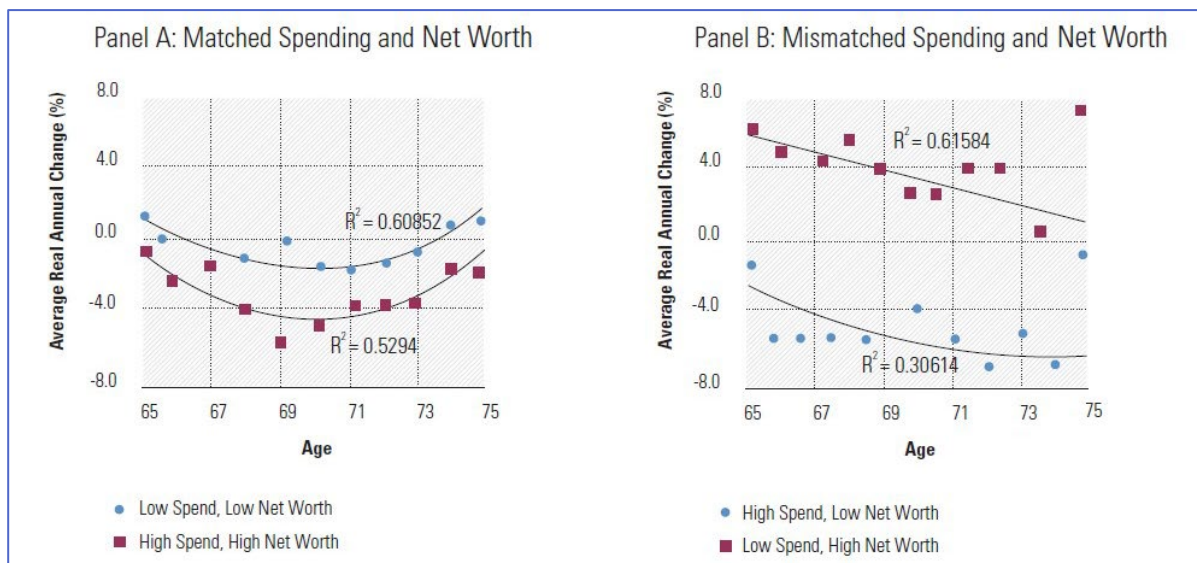 Panel A: Matched Spending and Net Worth
Average Real Annual Change (%)
8.0
4.0
0.0
-4.0
-8.0
R² = 0.60852
R² = 0.5294
65 67 69 71 73 75
Age
Low Spend, Low Net Worth
High Spend, High Net Worth
Panel B: Mismatched Spending and Net Worth
Average Real Annual Change (%)
8.0
4.0
0.0
-4.0
-8.0
R² = 0.61584
R² = 0.30614
65 67 69 71 73 75
Age
High Spend, Low Net Worth
Low Spend, High Net Worth